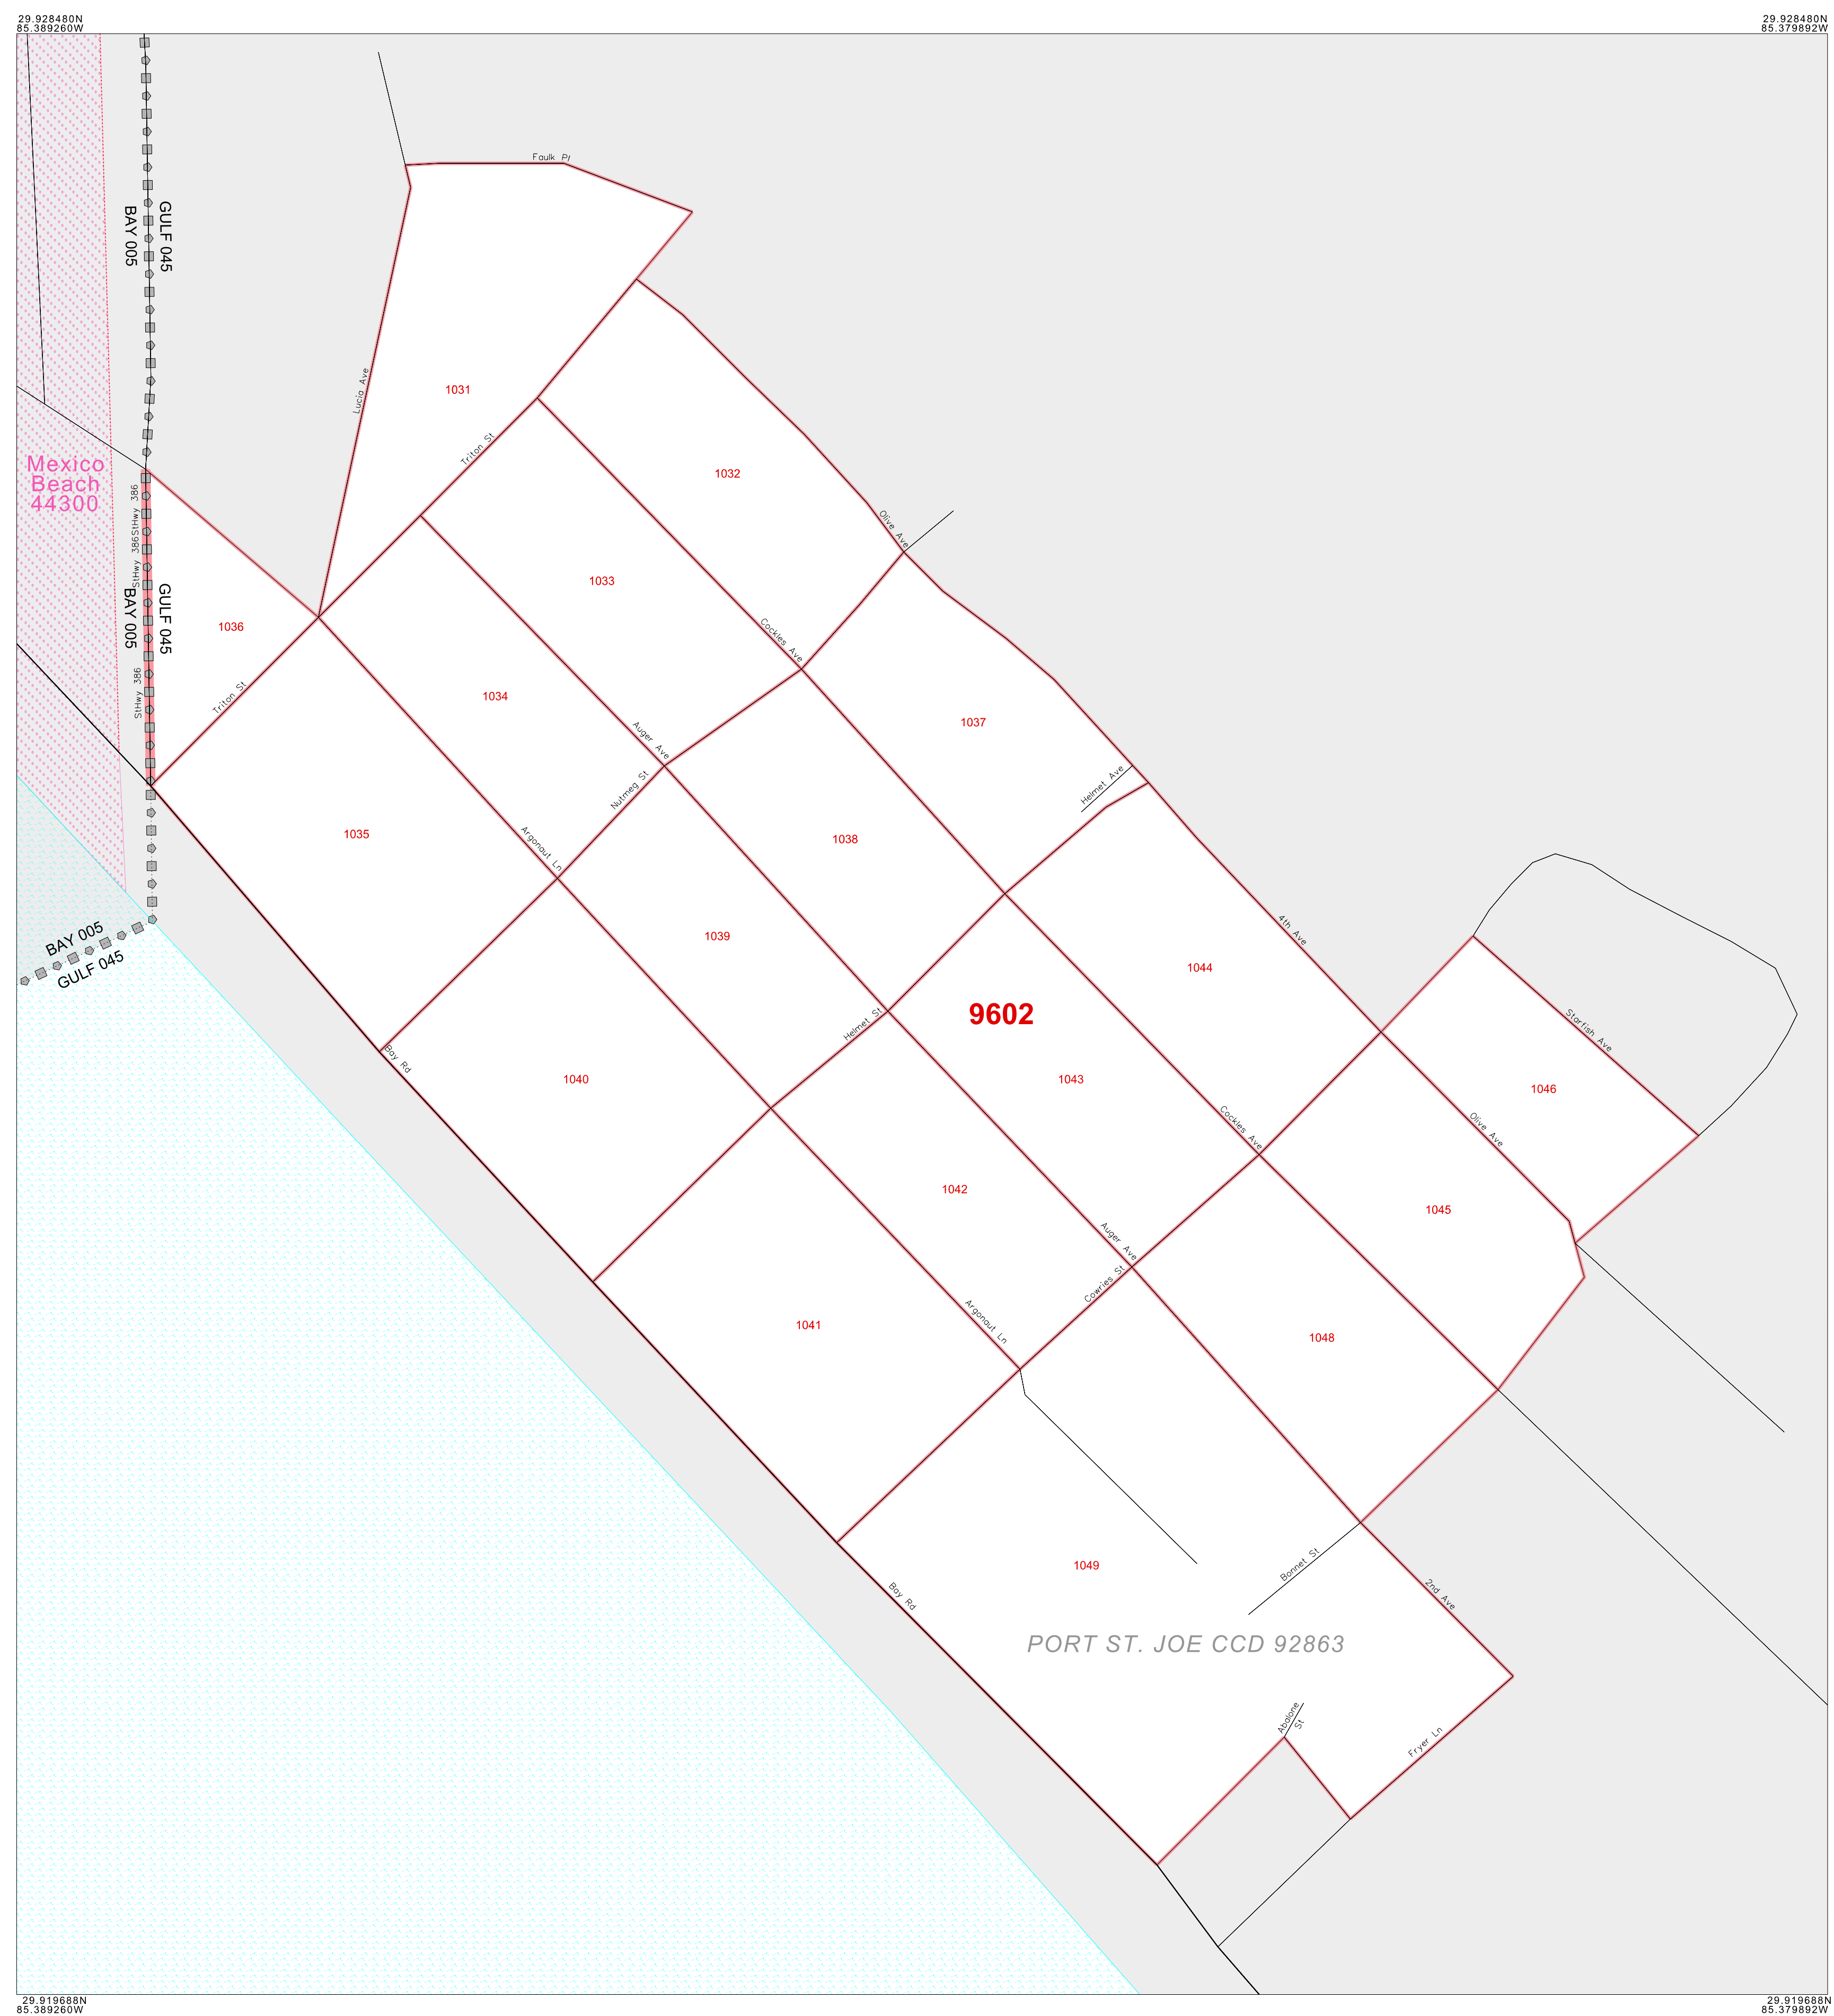 29.928480N
85.389260W
29.928480N
85.379892W
Faulk Pl
GULF 045
BAY 005
Lucia Ave
1031
Triton St
1032
Mexico
Beach
44300
StHwy 386
StHwy 386
StHwy 386
GULF 045
BAY 005
Olive Ave
1033
1036
Cockles Ave
Triton St
1034
1037
Auger Ave
Nutmeg St
Helmet Ave
1035
Argonaut Ln
1038
BAY 005
GULF 045
1039
4th Ave
1044
9602
Helmet St
Starfish Ave
Bay Rd
1040
1043
1046
Cockles Ave
Olive Ave
1042
1045
Auger Ave
Cowries St
1041
Argonaut Ln
1048
1049
Bonnet St
Bay Rd
2nd Ave
PORT ST. JOE CCD 92863
Abalone
St
Fryer Ln
29.919688N
85.389260W
29.919688N
85.379892W